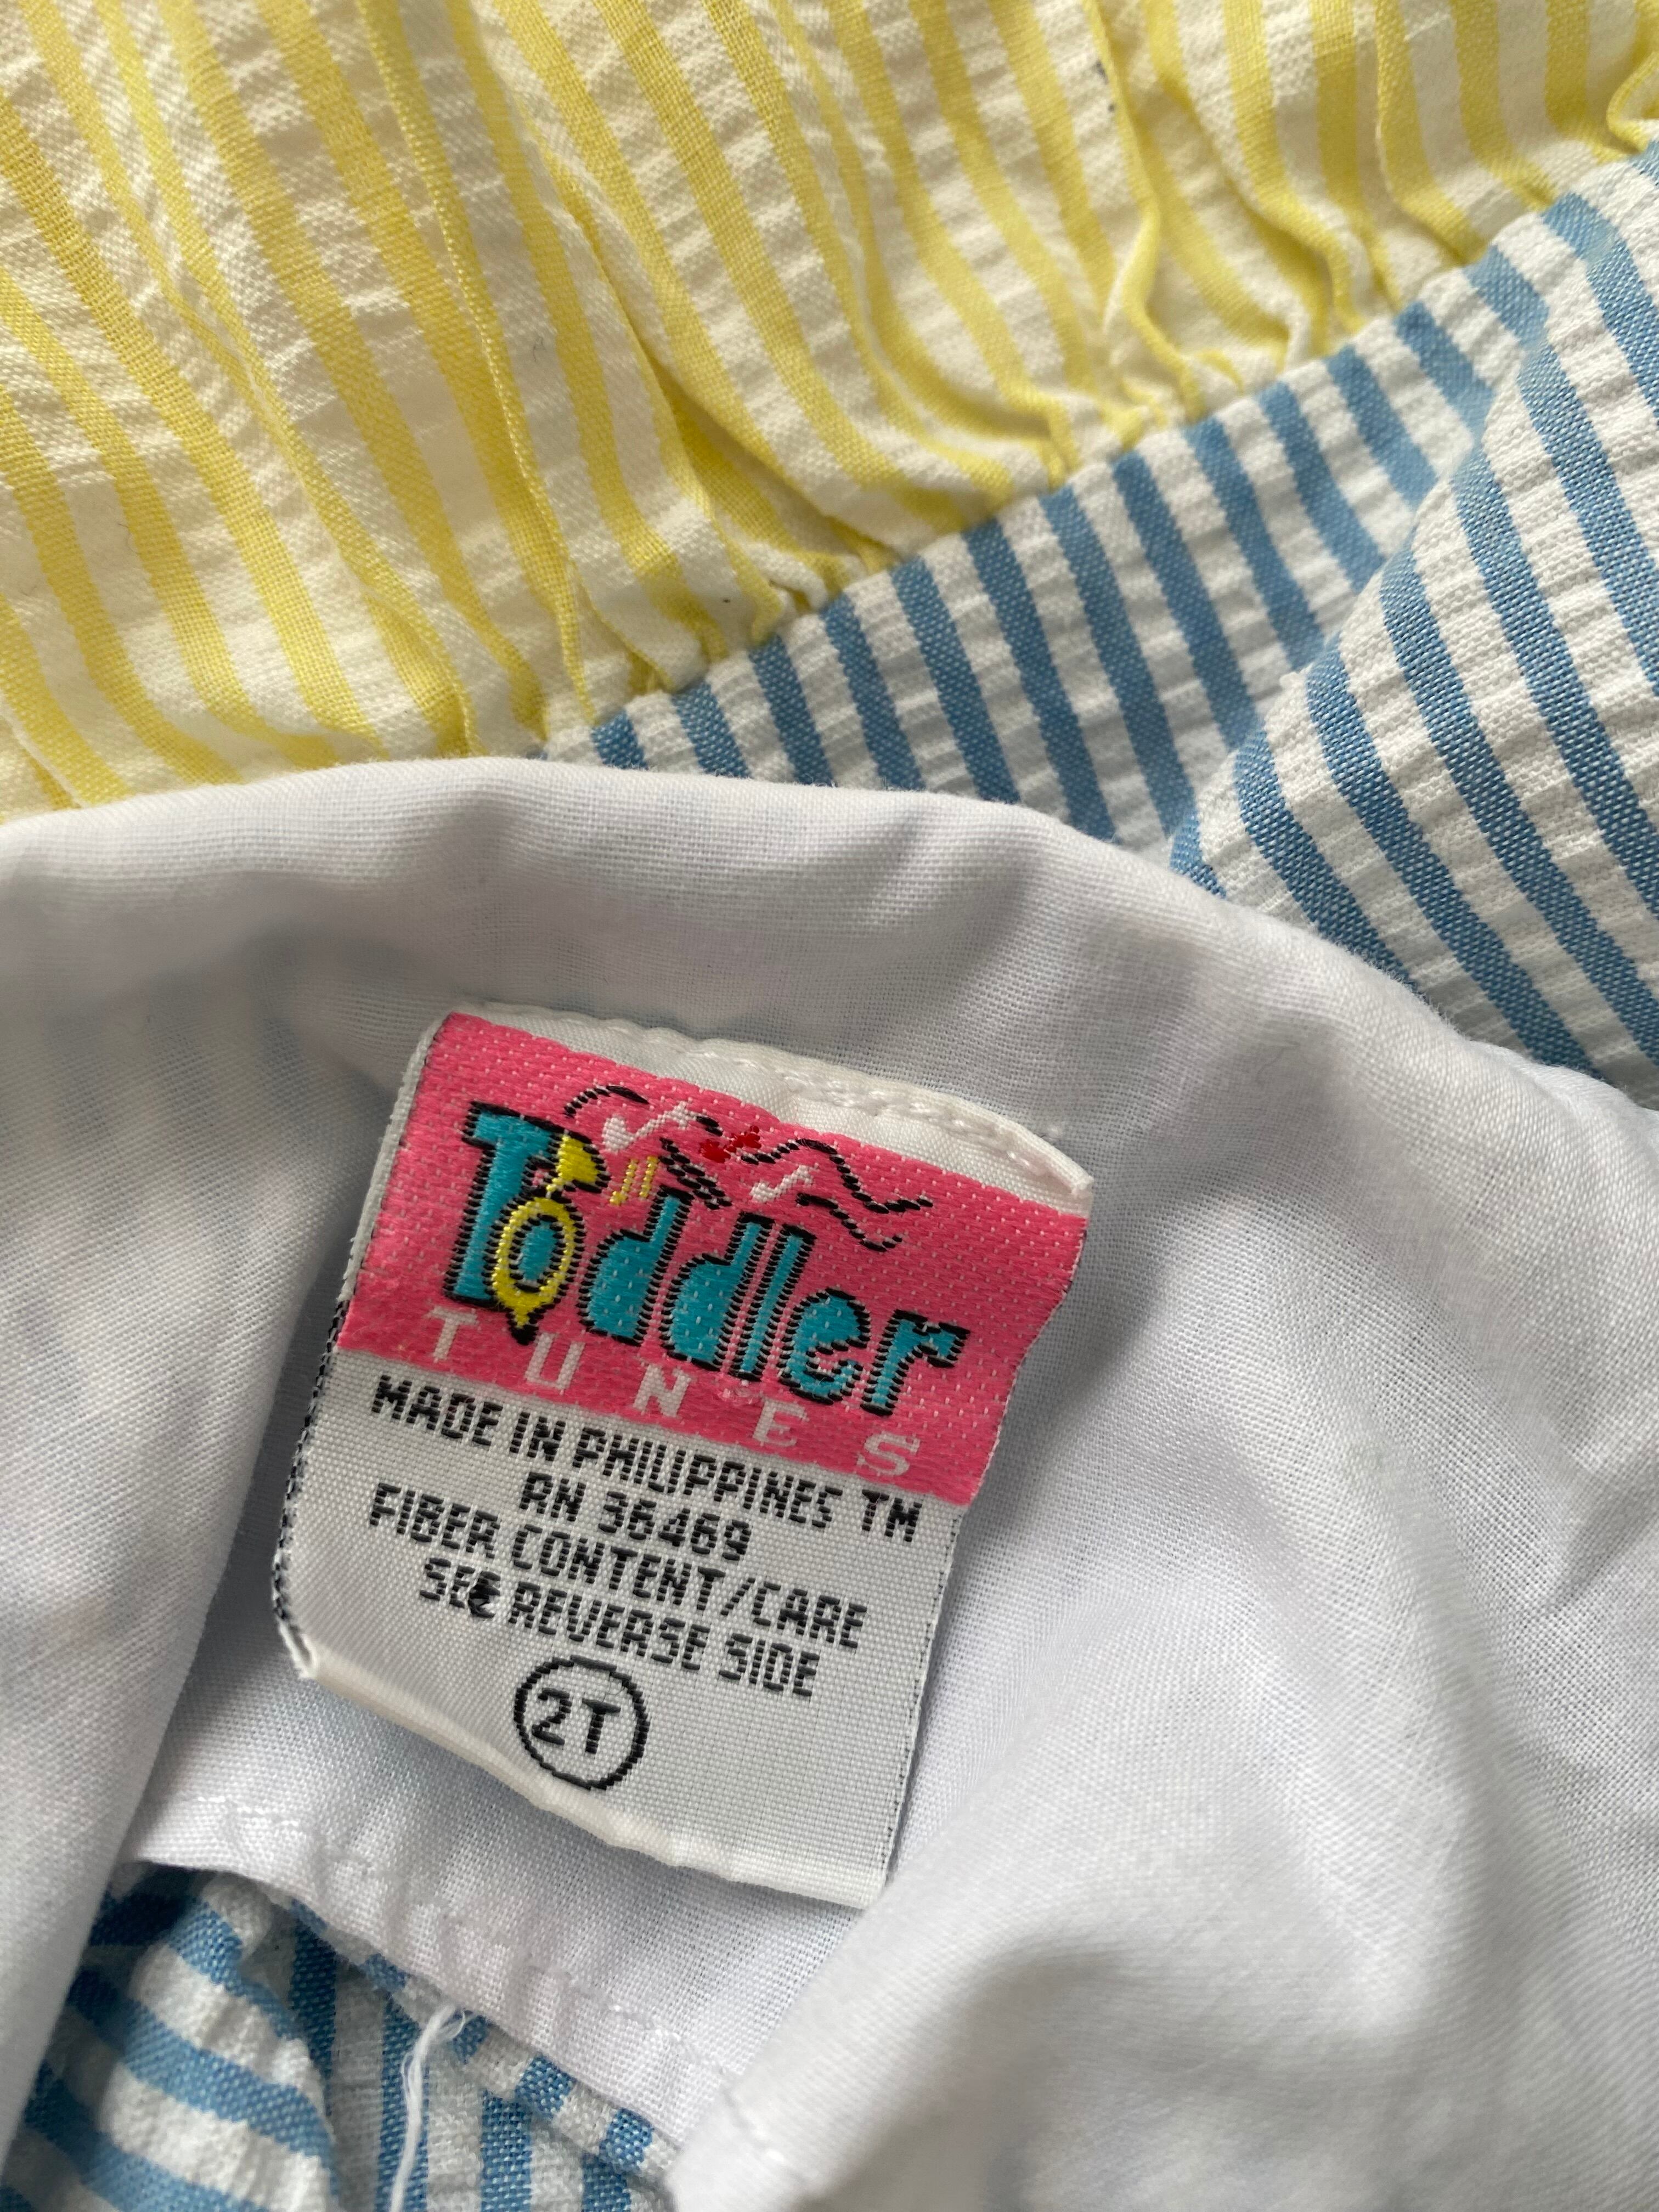 Toddler
TUNES
MADE IN PHILIPPINES TM
RN 36469
FIBER CONTENT/CARE
SEE REVERSE SIDE
2T